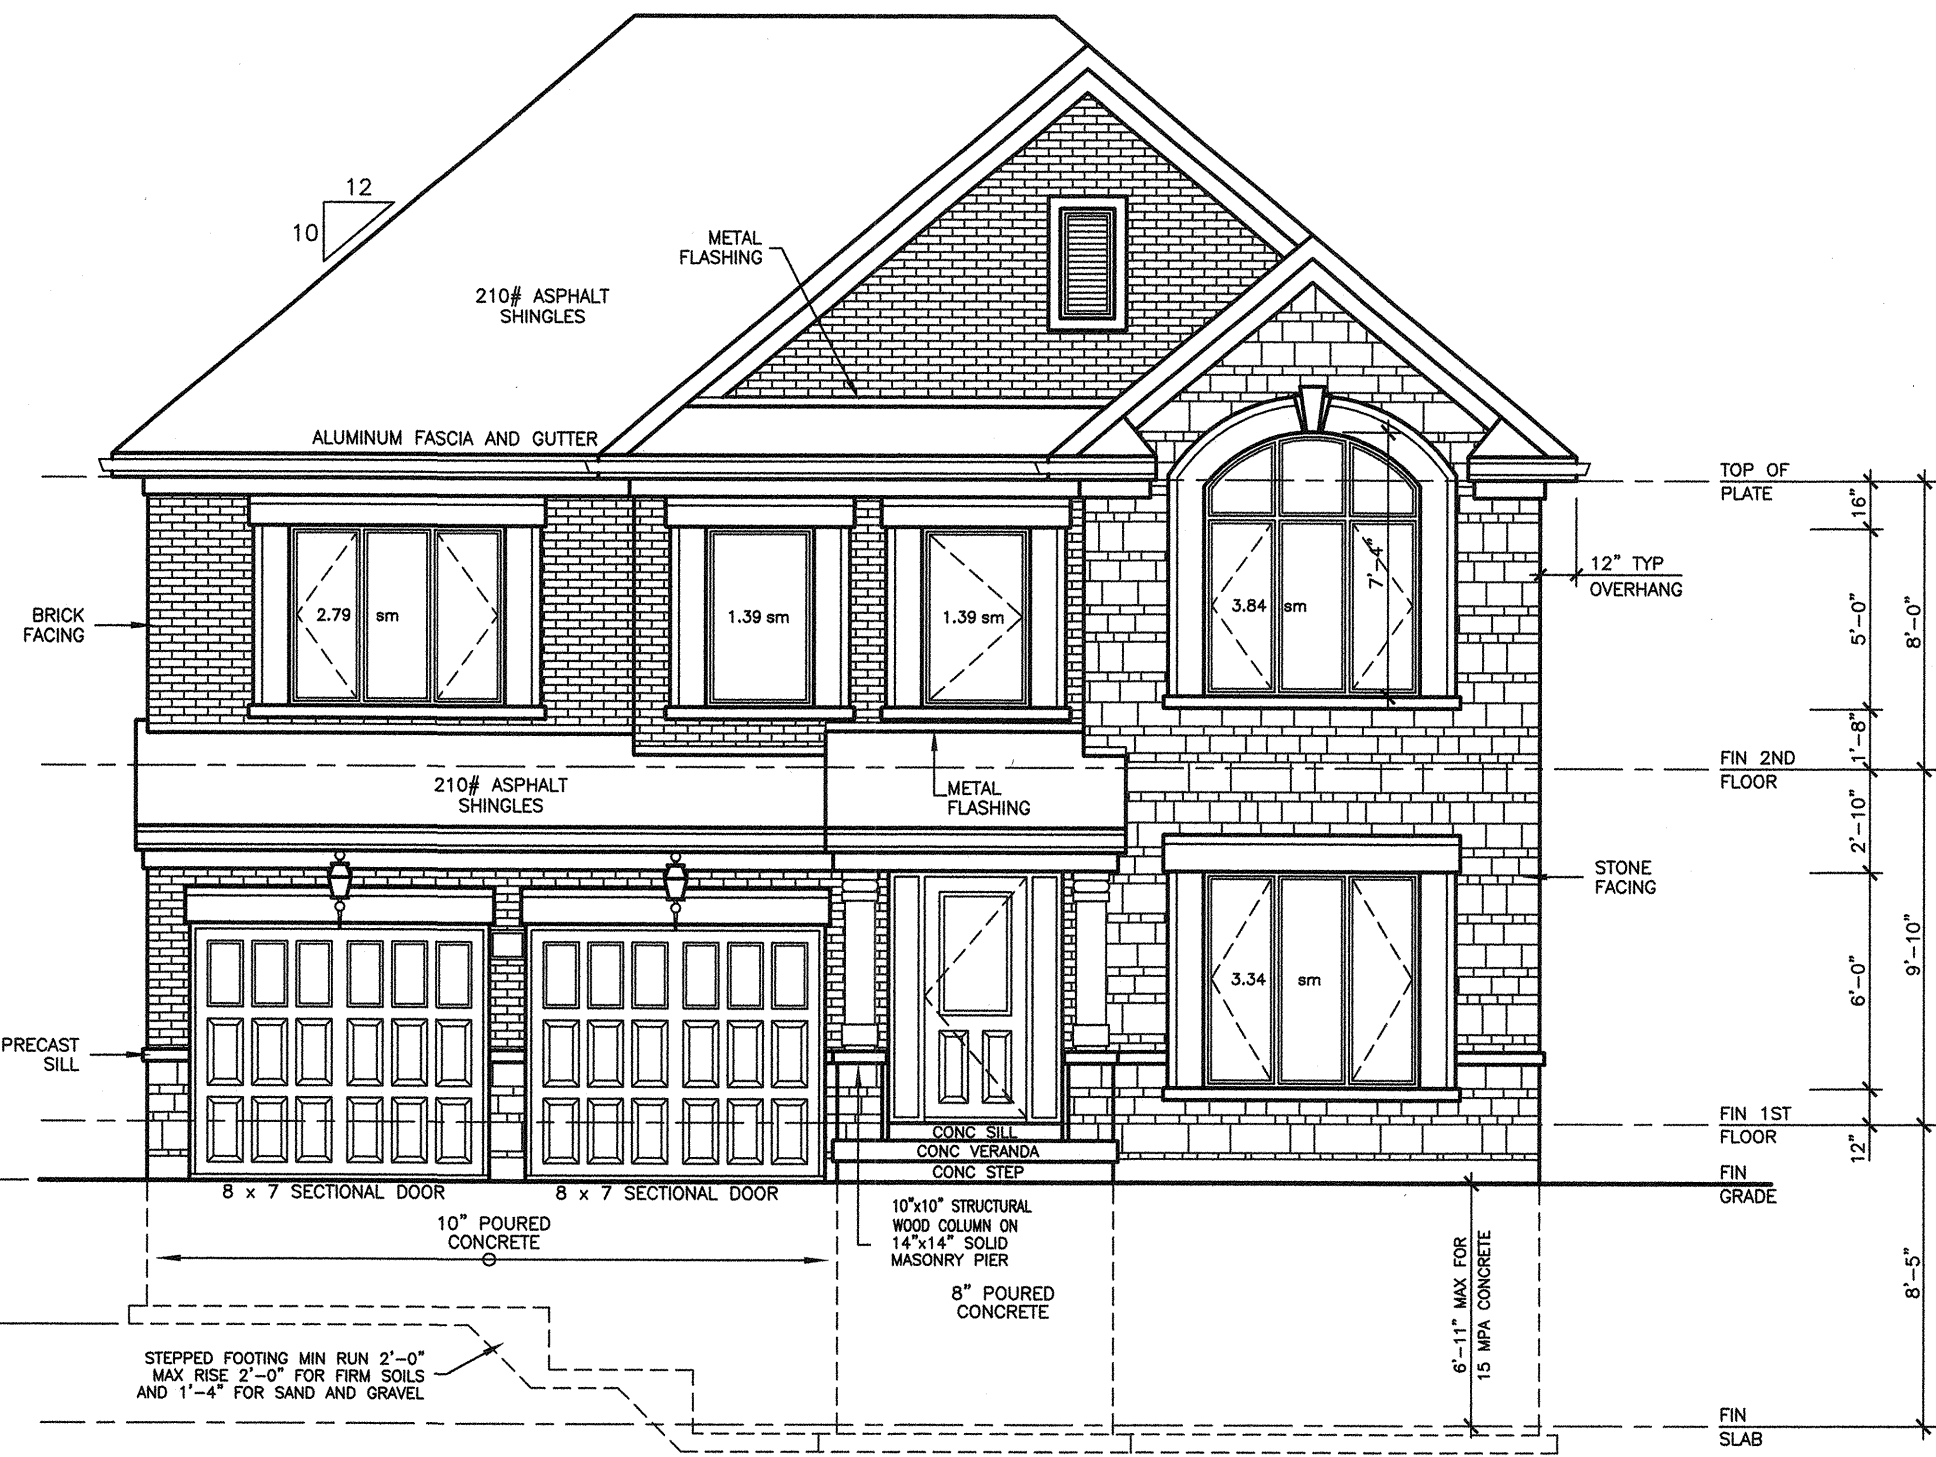 12
10
METAL
FLASHING
210# ASPHALT
SHINGLES
ALUMINUM FASCIA AND GUTTER
TOP OF
PLATE
16"
12" TYP
OVERHANG
7'-4"
BRICK
FACING
2.79 sm
1.39 sm
1.39 sm
3.84 sm
5'-0"
8'-0"
1'-8"
FIN 2ND
FLOOR
210# ASPHALT
SHINGLES
METAL
FLASHING
2'-10"
STONE
FACING
9'-10"
6'-0"
3.34 sm
PRECAST
SILL
FIN 1ST
FLOOR
12"
CONC SILL
CONC VERANDA
CONC STEP
FIN
GRADE
8 x 7 SECTIONAL DOOR
8 x 7 SECTIONAL DOOR
10" POURED
CONCRETE
10"x10" STRUCTURAL
WOOD COLUMN ON
14"x14" SOLID
MASONRY PIER
8" POURED
CONCRETE
6'-11" MAX FOR
15 MPA CONCRETE
8'-5"
STEPPED FOOTING MIN RUN 2'-0"
MAX RISE 2'-0" FOR FIRM SOILS
AND 1'-4" FOR SAND AND GRAVEL
FIN
SLAB